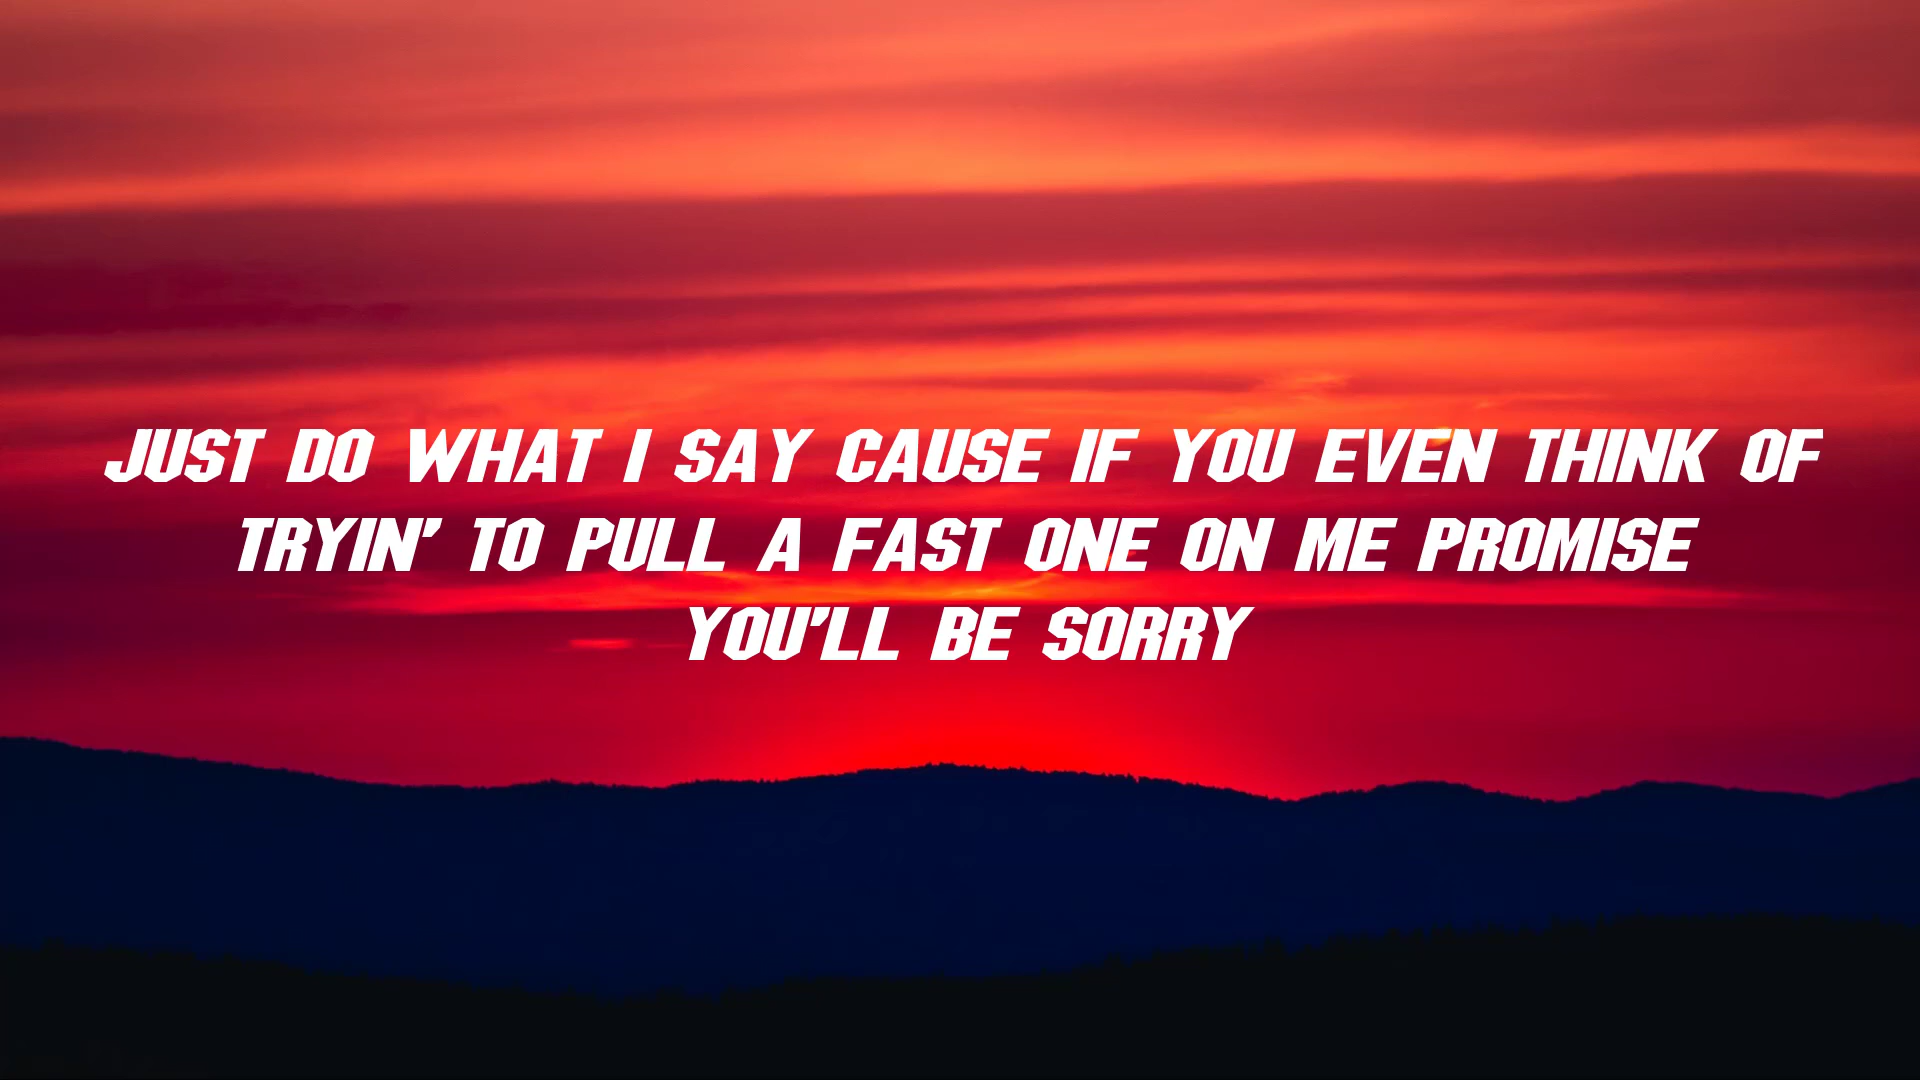 JUST DO WHAT I SAY CAUSE IF YOU EVEN THINK OF
TRYIN' TO PULL A FAST ONE ON ME PROMISE
YOU'LL BE SORRY